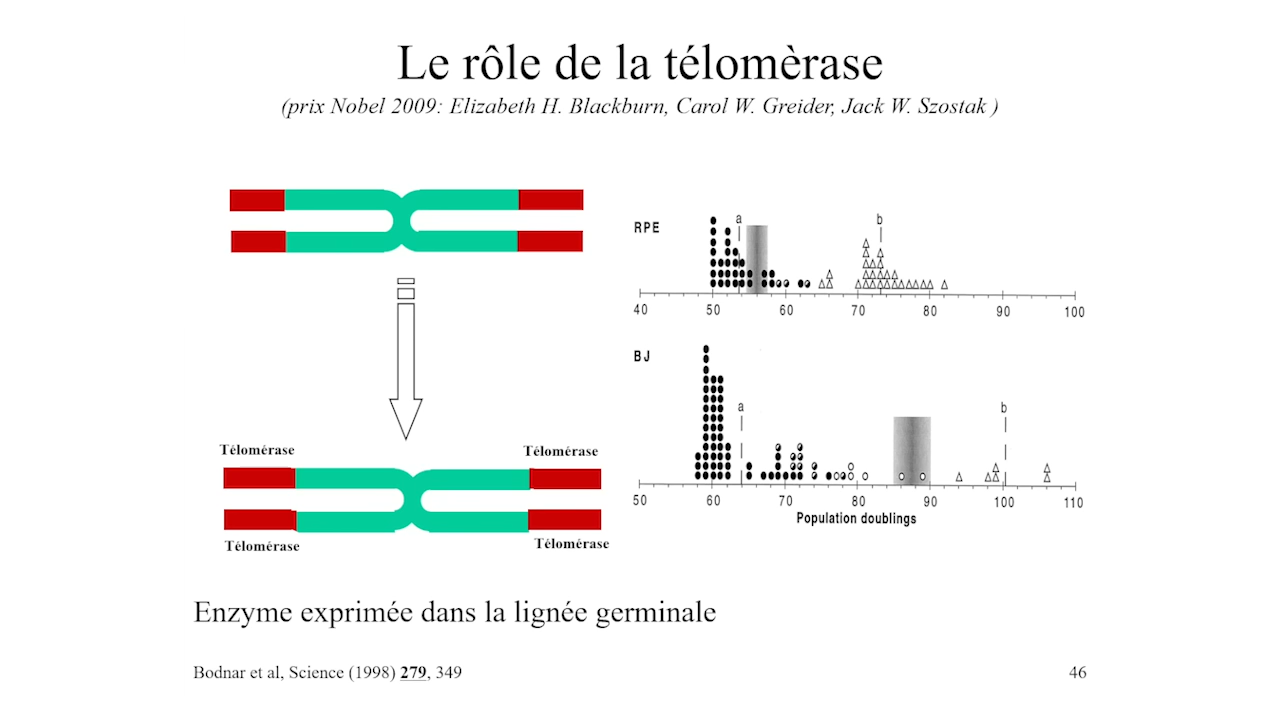 Le rôle de la télomèrase
(prix Nobel 2009: Elizabeth H. Blackburn, Carol W. Greider, Jack W. Szostak )
RPE
a
b
40 50 60 70 80 90 100
BJ
a
b
50 60 70 80 90 100 110
Population doublings
Télomérase
Télomérase
Télomérase
Télomérase
Enzyme exprimée dans la lignée germinale
Bodnar et al, Science (1998) 279, 349
46